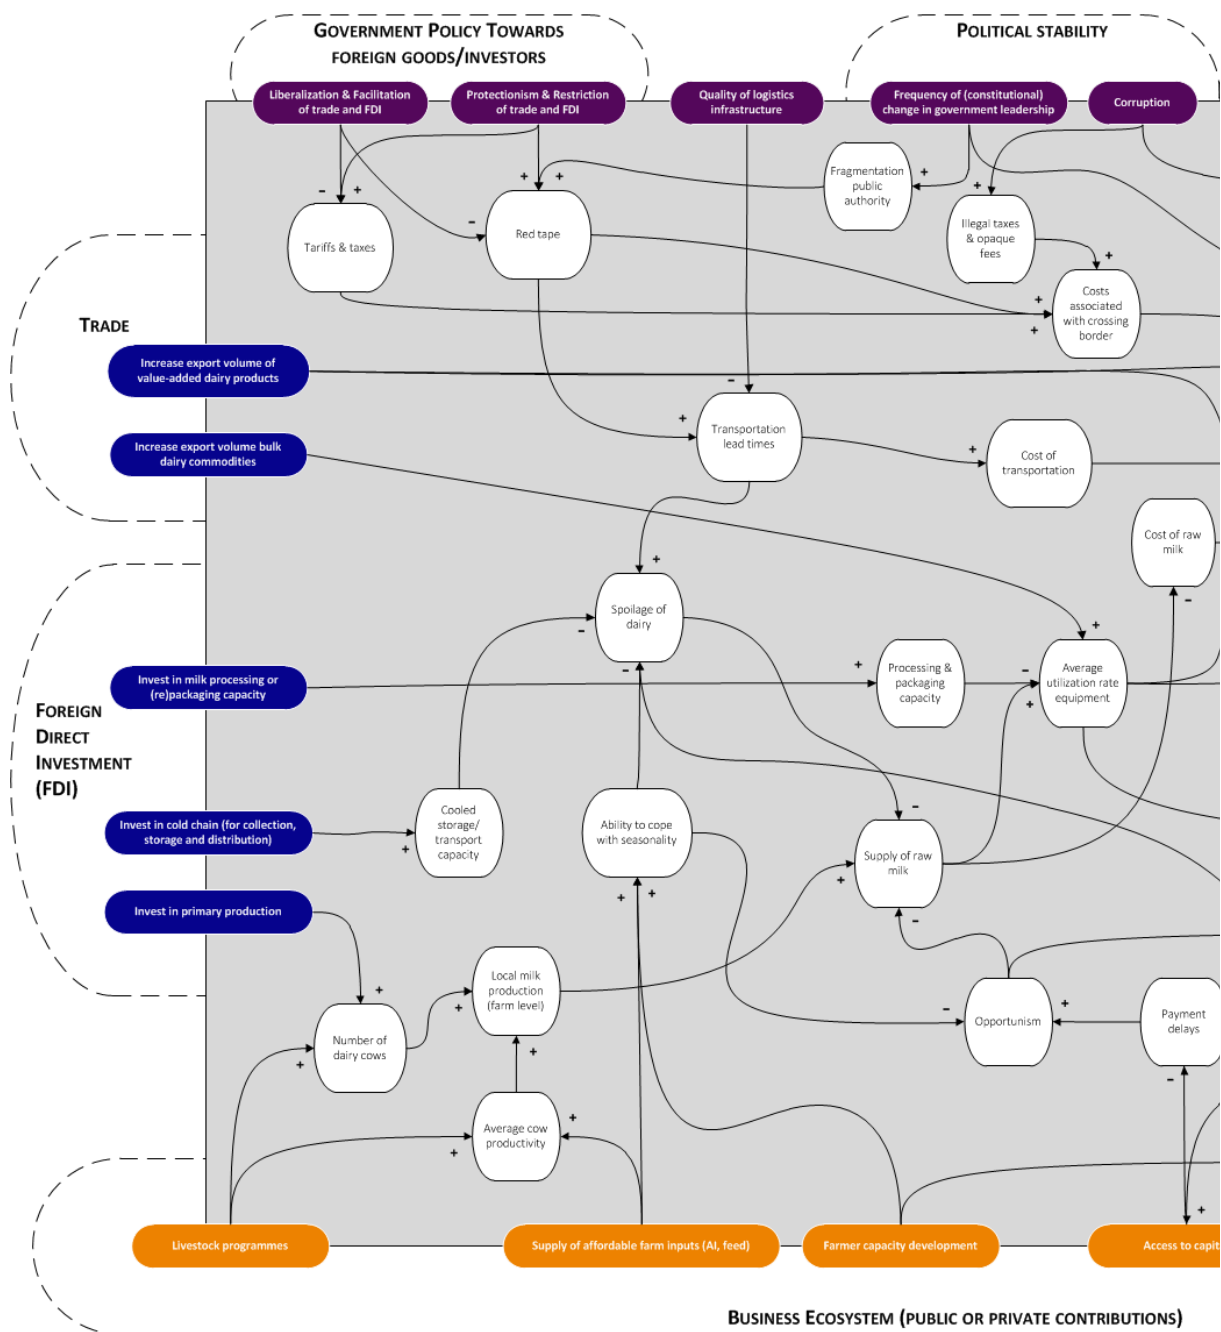 GOVERNMENT POLICY TOWARDS
FOREIGN GOODS/INVESTORS
POLITICAL STABILITY
Liberalization & Facilitation
of trade and FDI
Protectionism & Restriction
of trade and FDI
Quality of logistics
infrastructure
Frequency of (constitutional)
change in government leadership
Corruption
Fragmentation
public
authority
+
+
+
+
-
+
-
Tariffs & taxes
Red tape
Illegal taxes
& opaque
fees
+
Costs
associated
with crossing
border
+
+
TRADE
Increase export volume of
value-added dairy products
-
+
Transportation
lead times
Increase export volume bulk
dairy commodities
+
Cost of
transportation
Cost of raw
milk
-
+
Spoilage of
dairy
-
-
+
Invest in milk processing or
(re)packaging capacity
+
Processing &
packaging
capacity
-
+
Average
utilization rate
equipment
FOREIGN
DIRECT
INVESTMENT
(FDI)
Invest in cold chain (for collection,
storage and distribution)
+
Cooled
storage/
transport
capacity
Ability to cope
with seasonality
+
+
-
+
Supply of raw
milk
-
Invest in primary production
+
Local milk
production
(farm level)
+
Number of
dairy cows
+
+
-
Opportunism
+
Payment
delays
-
Average cow
productivity
+
+
+
Livestock programmes
Supply of affordable farm inputs (AI, feed)
Farmer capacity development
Access to capit
BUSINESS ECOSYSTEM (PUBLIC OR PRIVATE CONTRIBUTIONS)